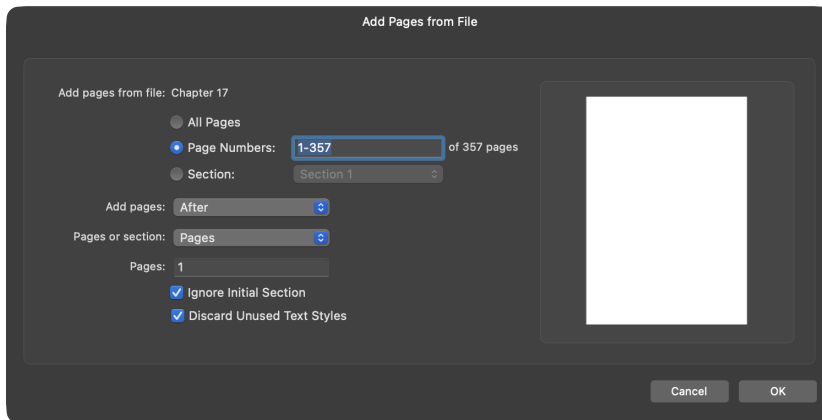 Add Pages from File
Add pages from file: Chapter 17
All Pages
Page Numbers: 1-357 of 357 pages
Section: Section 1
Add pages: After
Pages or section: Pages
Pages: 1
Ignore Initial Section
Discard Unused Text Styles
Cancel OK